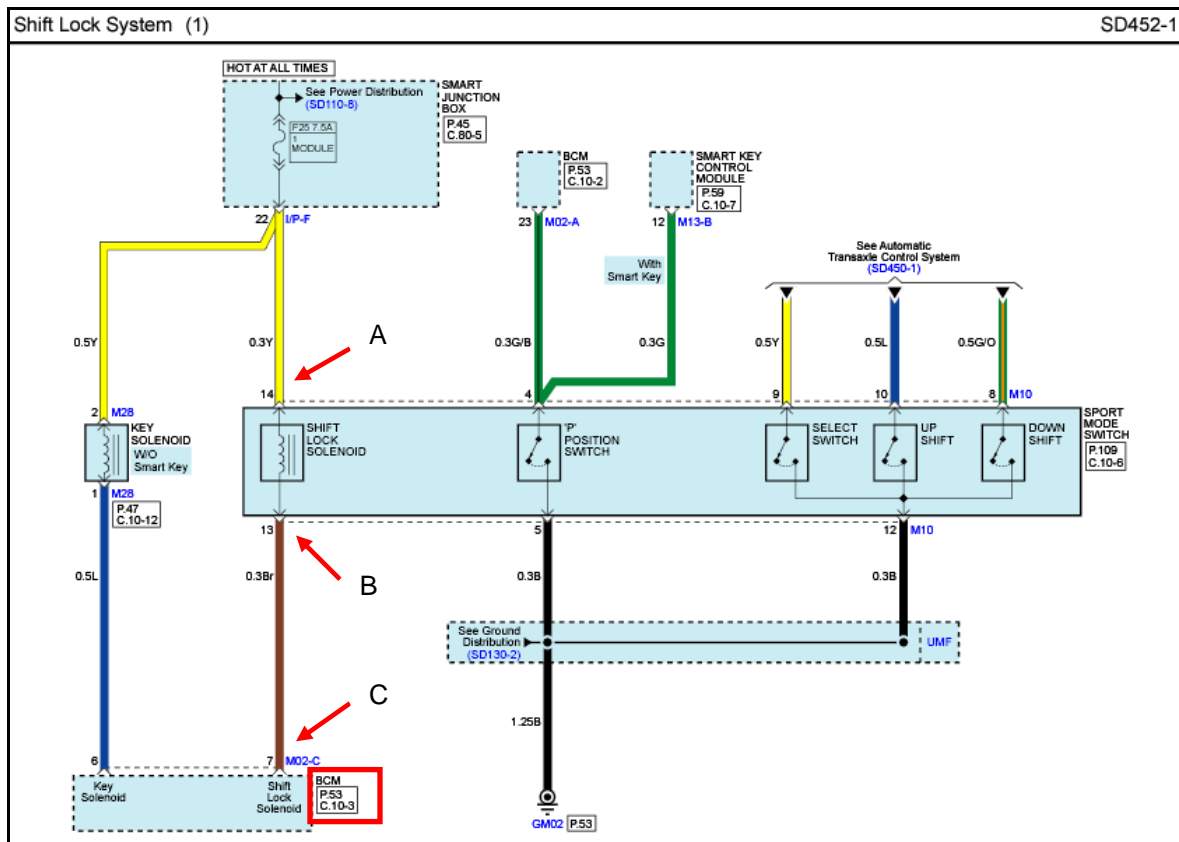 Shift Lock System (1)
SD452-1
HOT AT ALL TIMES
See Power Distribution
(SD110-8)
SMART
JUNCTION
BOX
P.45
C.80-5
F25 7.5A
1
MODULE
22 I/P-F
BCM
P.53
C.10-2
23 M02-A
SMART KEY
CONTROL
MODULE
P.59
C.10-7
12 M13-B
With
Smart Key
See Automatic
Transaxle Control System
(SD450-1)
0.5Y
0.3Y
A
0.3G/B
0.3G
0.5Y
0.5L
0.5G/O
14
4
9
10
8 M10
2 M28
KEY
SOLENOID
W/O
Smart Key
1 M28
P.47
C.10-12
SHIFT
LOCK
SOLENOID
'P'
POSITION
SWITCH
SELECT
SWITCH
UP
SHIFT
DOWN
SHIFT
SPORT
MODE
SWITCH
P.109
C.10-6
13
B
5
12 M10
0.5L
0.3Br
0.3B
0.3B
See Ground
Distribution
(SD130-2)
UMF
C
1.25B
6
7 M02-C
Key
Solenoid
Shift
Lock
Solenoid
BCM
P.53
C.10-3
GM02 P.53